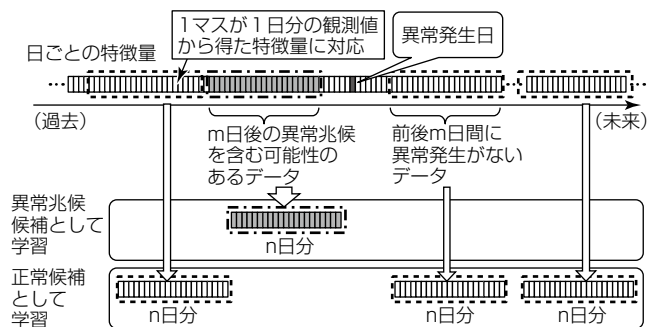 1マスが1日分の観測値
から得た特徴量に対応
異常発生日
日ごとの特徴量
(過去)
(未来)
m日後の異常兆候
を含む可能性の
あるデータ
前後m日間に
異常発生がない
データ
異常兆候
候補として
学習
n日分
正常候補
として
学習
n日分
n日分
n日分